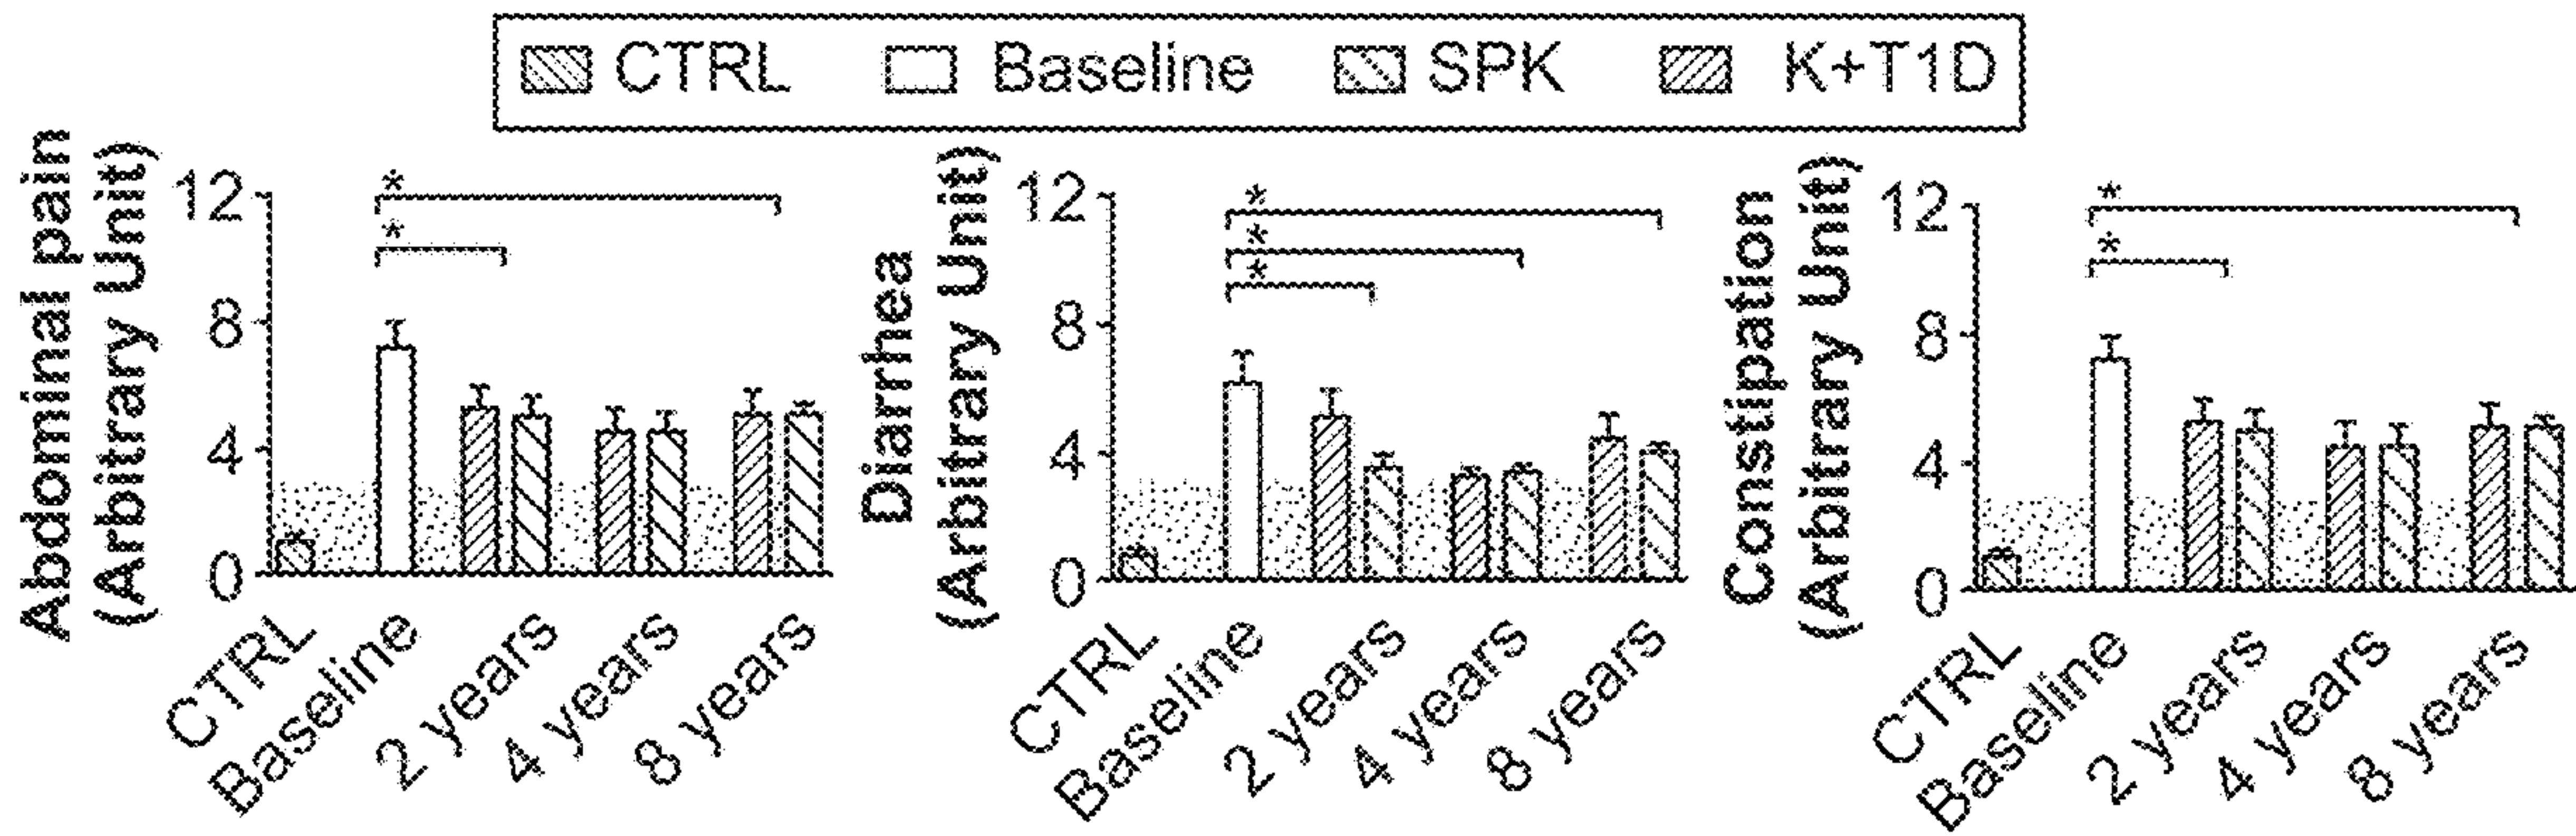 CTRL Baseline SPK K+T1D
Abdominal pain
(Arbitrary Unit)
12
8
4
0
*
*
CTRL
Baseline
2 years
4 years
8 years
Diarrhea
(Arbitrary Unit)
12
8
4
0
*
*
*
CTRL
Baseline
2 years
4 years
8 years
Constipation
(Arbitrary Unit)
12
8
4
0
*
*
CTRL
Baseline
2 years
4 years
8 years